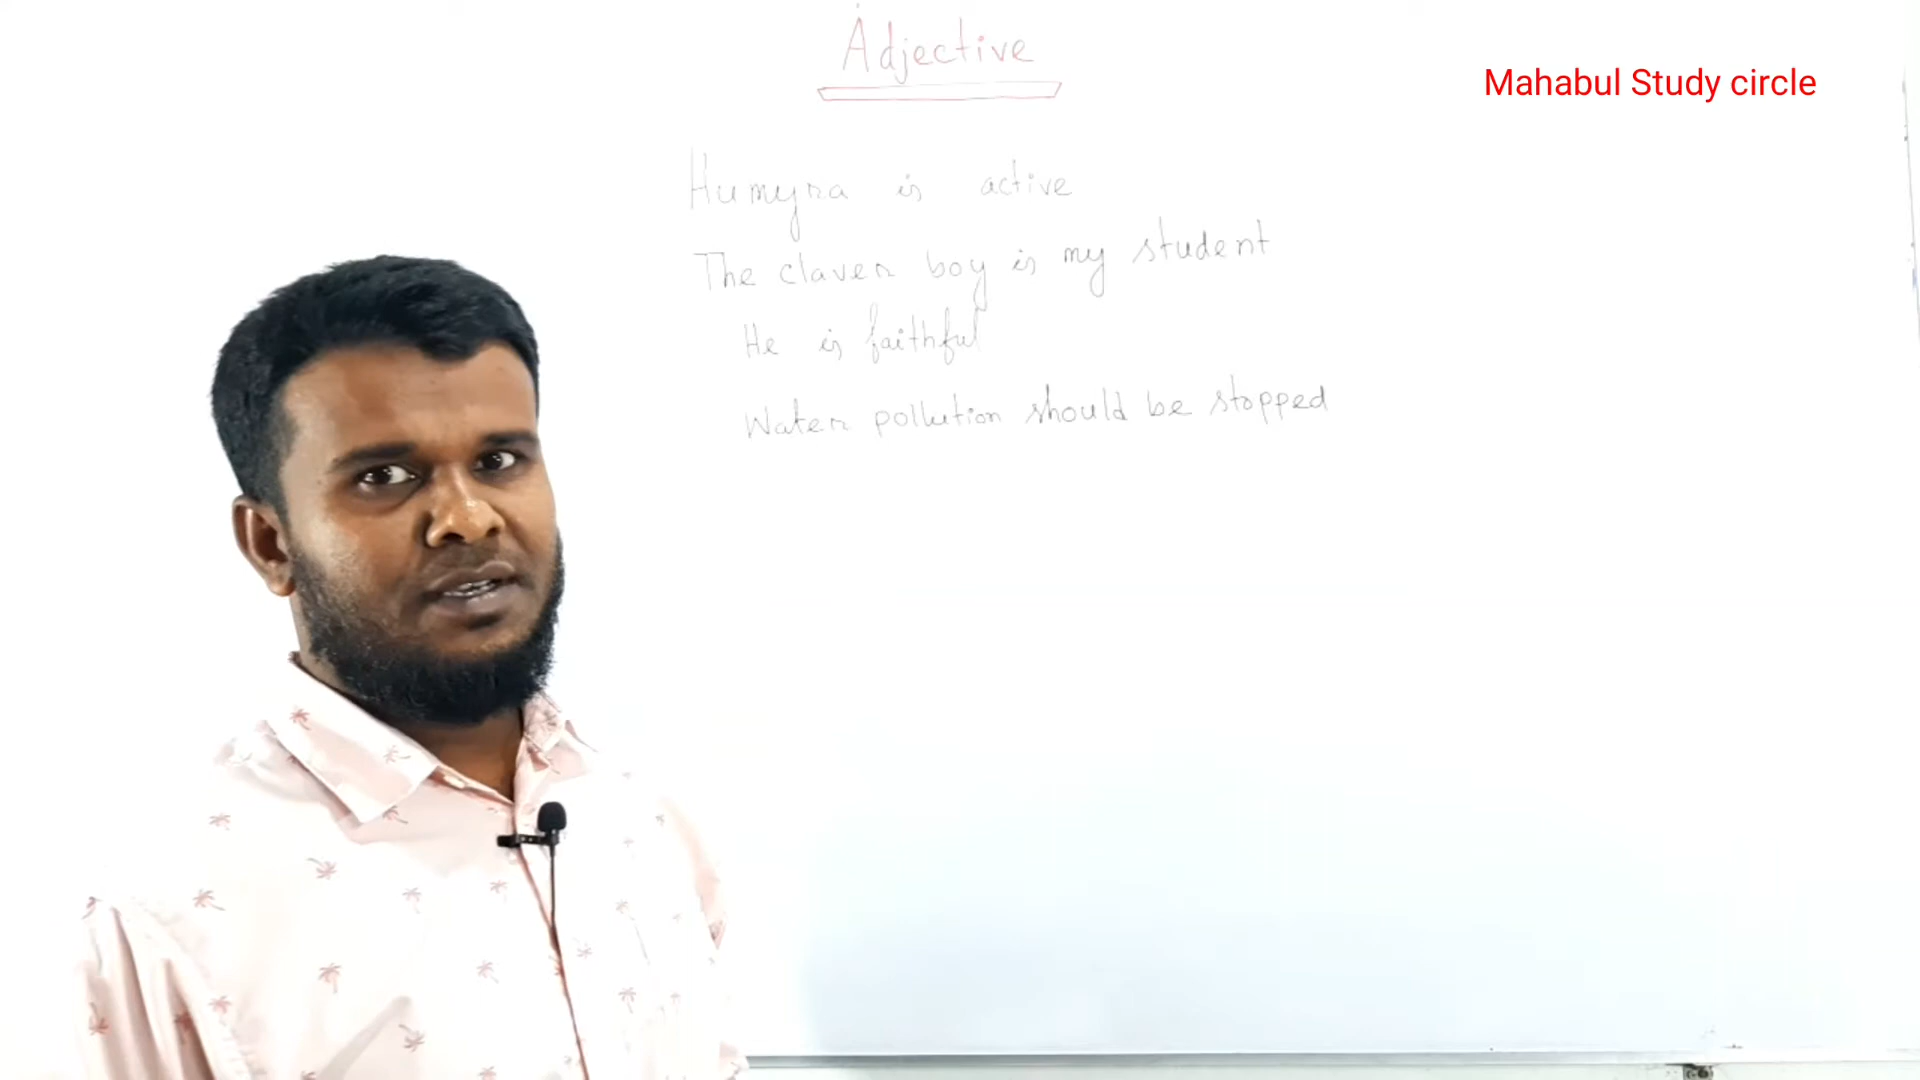 Adjective
Mahabul Study circle
Humyra is active
The claver boy is my student
He is faithful
Water pollution should be stopped